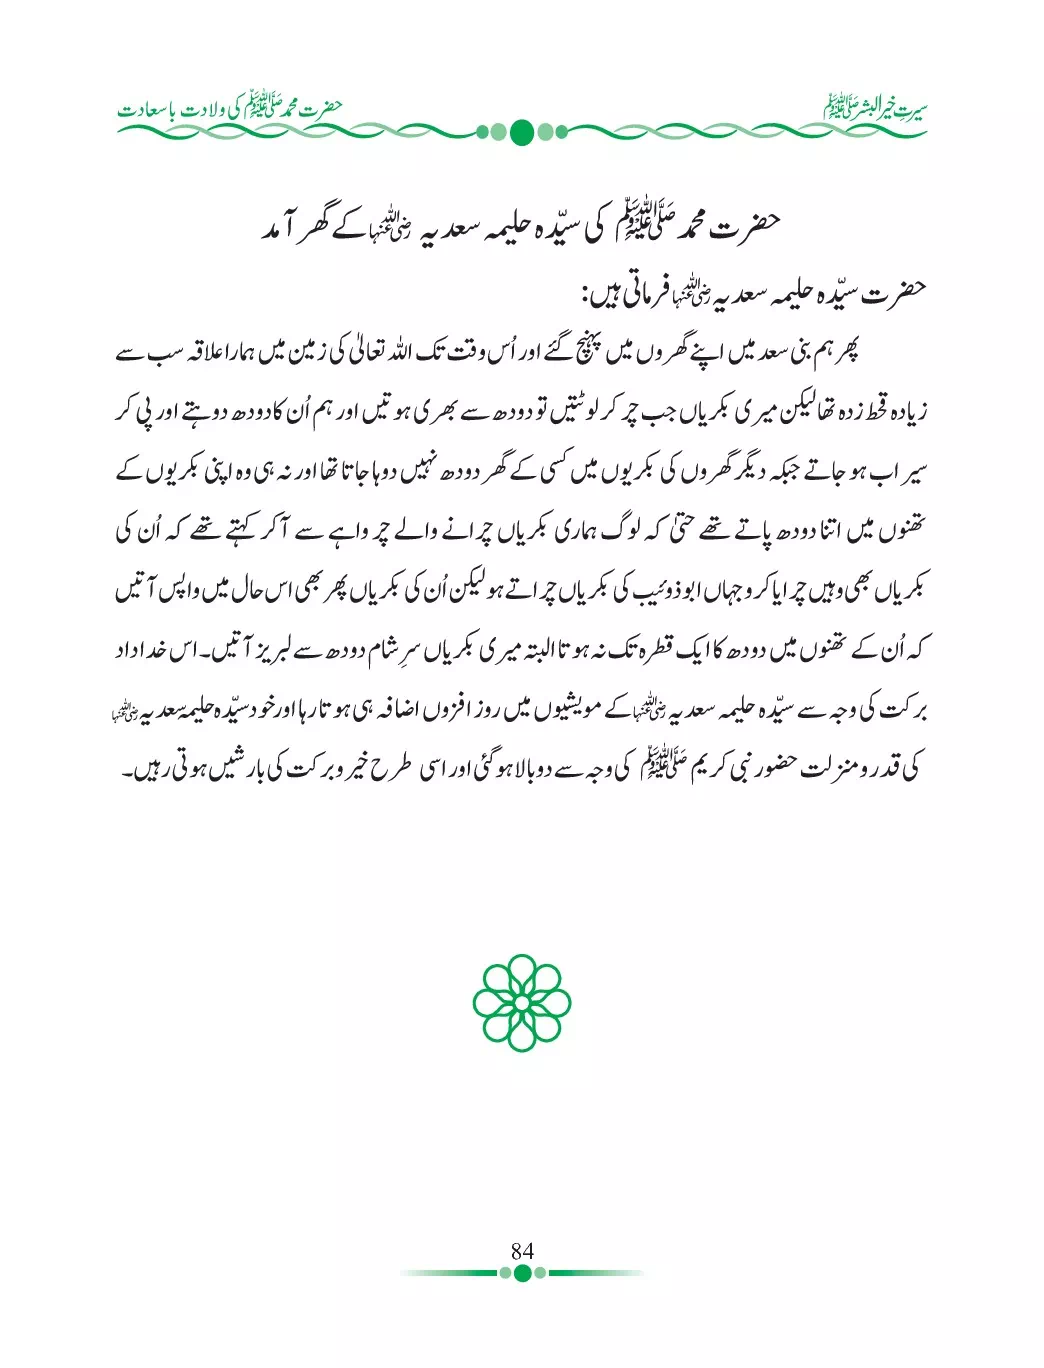 سیرتِ خیرالبشر ﷺ
حضرت محمد ﷺ کی ولادت باسعادت
حضرت محمد ﷺ کی سیّدہ حلیمہ سعدیہ رضی اللہ عنہا کے گھر آمد
حضرت سیّدہ حلیمہ سعدیہ رضی اللہ عنہا فرماتی ہیں:
پھر ہم بنی سعد میں اپنے گھروں میں پہنچ گئے اور اُس وقت تک اللہ تعالیٰ کی زمین میں ہمارا علاقہ سب سے
زیادہ قحط زدہ تھا لیکن میری بکریاں جب چر کر لوٹتیں تو دودھ سے بھری ہوتیں اور ہم اُن کا دودھ دوہتے اور پی کر
سیراب ہو جاتے جبکہ دیگر گھروں کی بکریوں میں کسی کے گھر دودھ نہیں دوہا جاتا تھا اور نہ ہی وہ اپنی بکریوں کے
تھنوں میں اتنا دودھ پاتے تھے حتیٰ کہ لوگ ہماری بکریاں چرانے والے چرواہے سے آکر کہتے تھے کہ اُن کی
بکریاں بھی وہیں چرایا کرو جہاں ابو ذوئیب کی بکریاں چراتے ہو لیکن اُن کی بکریاں پھر بھی اس حال میں واپس آتیں
کہ اُن کے تھنوں میں دودھ کا ایک قطرہ تک نہ ہوتا البتہ میری بکریاں سرِشام دودھ سے لبریز آتیں۔ اس خداداد
برکت کی وجہ سے سیّدہ حلیمہ سعدیہ رضی اللہ عنہا کے مویشیوں میں روز افزوں اضافہ ہی ہوتا رہا اور خود سیّدہ حلیمہ سعدیہ رضی اللہ عنہا
کی قدر و منزلت حضور نبی کریم ﷺ کی وجہ سے دوبالا ہوگئی اور اسی طرح خیر و برکت کی بارشیں ہوتی رہیں۔
84